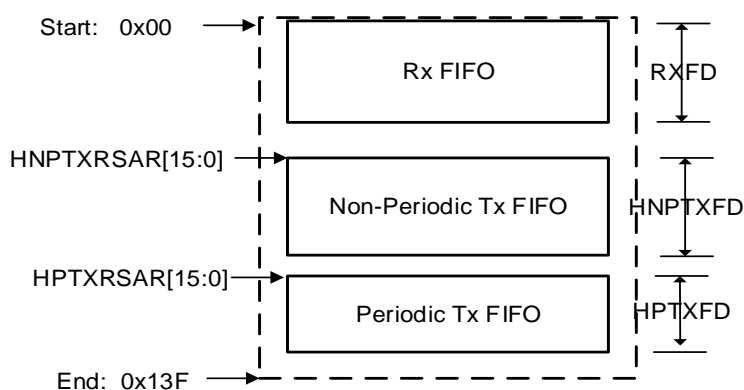 Start: 0x00
Rx FIFO
RXFD
HNPTXRSAR[15:0]
Non-Periodic Tx FIFO
HNPTXFD
HPTXRSAR[15:0]
Periodic Tx FIFO
HPTXFD
End: 0x13F